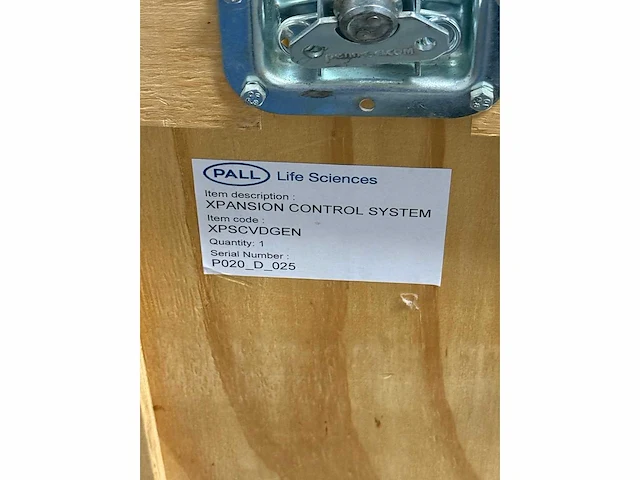 PALL Life Sciences
Item description :
XPANSION CONTROL SYSTEM
Item code :
XPSCVDGEN
Quantity: 1
Serial Number :
P020_D_025